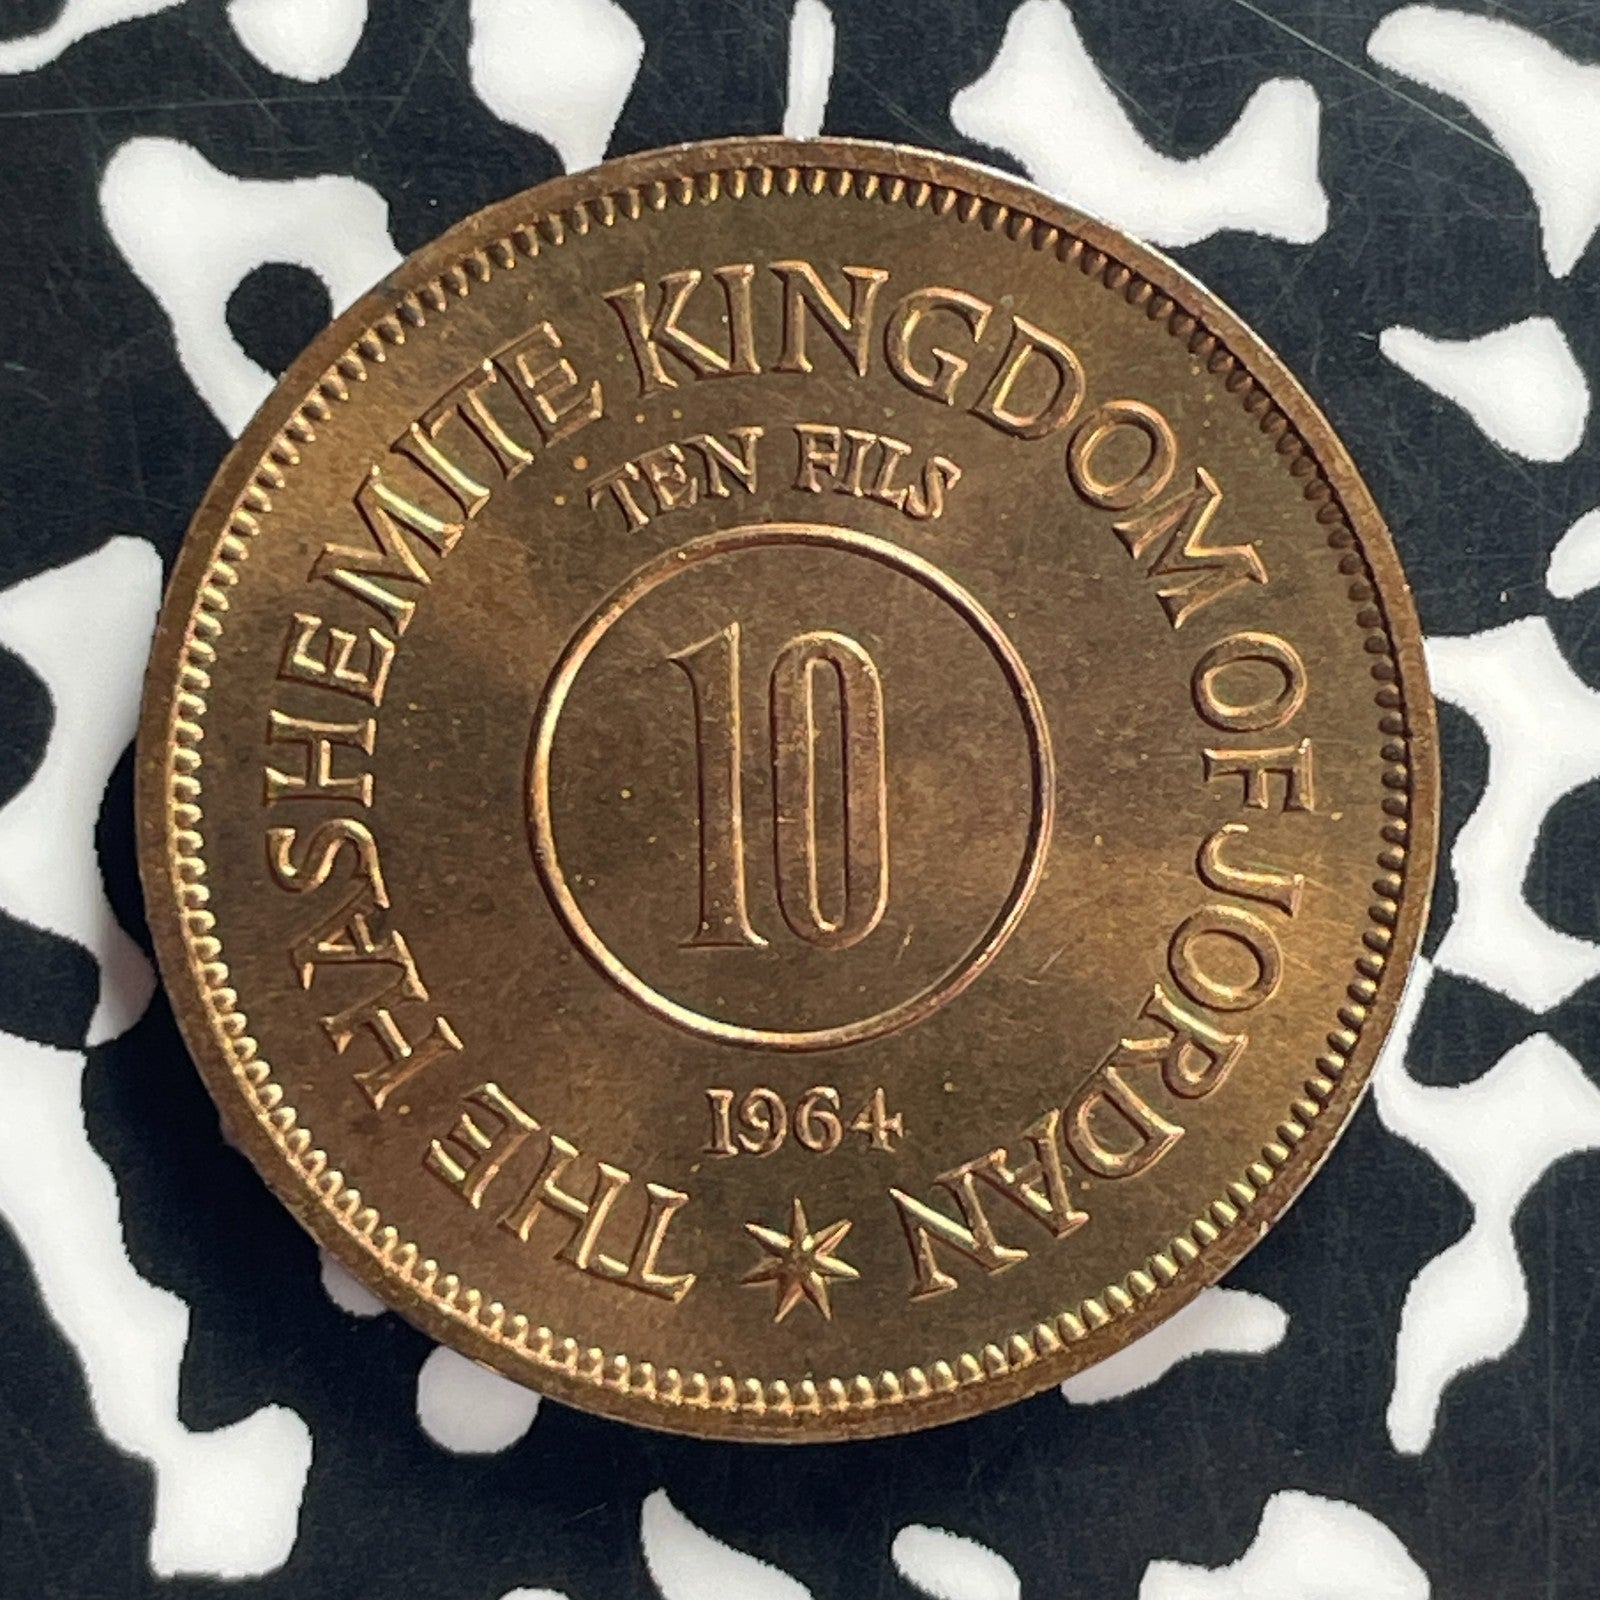 THE HASHEMITE KINGDOM OF JORDAN
TEN FILS
10
1964